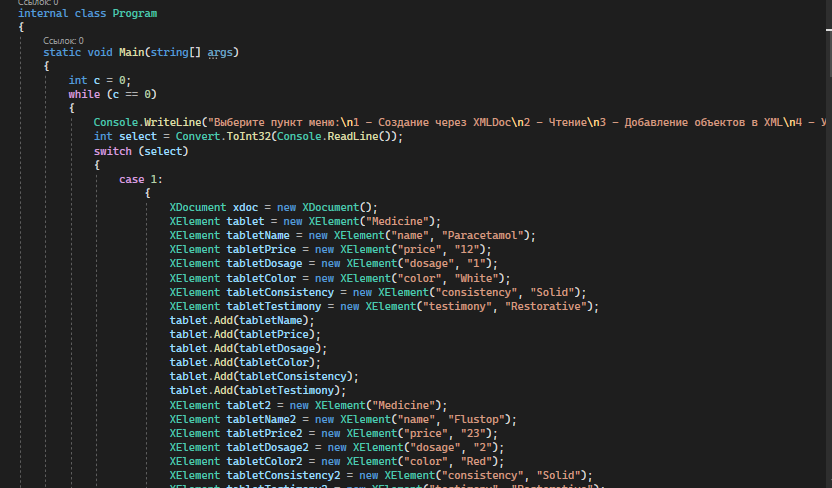 Ссылок: 0
internal class Program
{
Ссылок: 0
static void Main(string[] args)
{
int c = 0;
while (c == 0)
{
Console.WriteLine("Выберите пункт меню:\n1 – Создание через XMLDoc\n2 – Чтение\n3 – Добавление объектов в XML\n4 – У
int select = Convert.ToInt32(Console.ReadLine());
switch (select)
{
case 1:
{
XDocument xdoc = new XDocument();
XElement tablet = new XElement("Medicine");
XElement tabletName = new XElement("name", "Paracetamol");
XElement tabletPrice = new XElement("price", "12");
XElement tabletDosage = new XElement("dosage", "1");
XElement tabletColor = new XElement("color", "White");
XElement tabletConsistency = new XElement("consistency", "Solid");
XElement tabletTestimony = new XElement("testimony", "Restorative");
tablet.Add(tabletName);
tablet.Add(tabletPrice);
tablet.Add(tabletDosage);
tablet.Add(tabletColor);
tablet.Add(tabletConsistency);
tablet.Add(tabletTestimony);
XElement tablet2 = new XElement("Medicine");
XElement tabletName2 = new XElement("name", "Flustop");
XElement tabletPrice2 = new XElement("price", "23");
XElement tabletDosage2 = new XElement("dosage", "2");
XElement tabletColor2 = new XElement("color", "Red");
XElement tabletConsistency2 = new XElement("consistency", "Solid");
XElement tabletTestimony2 = new XElement("testimony", "Restorative");